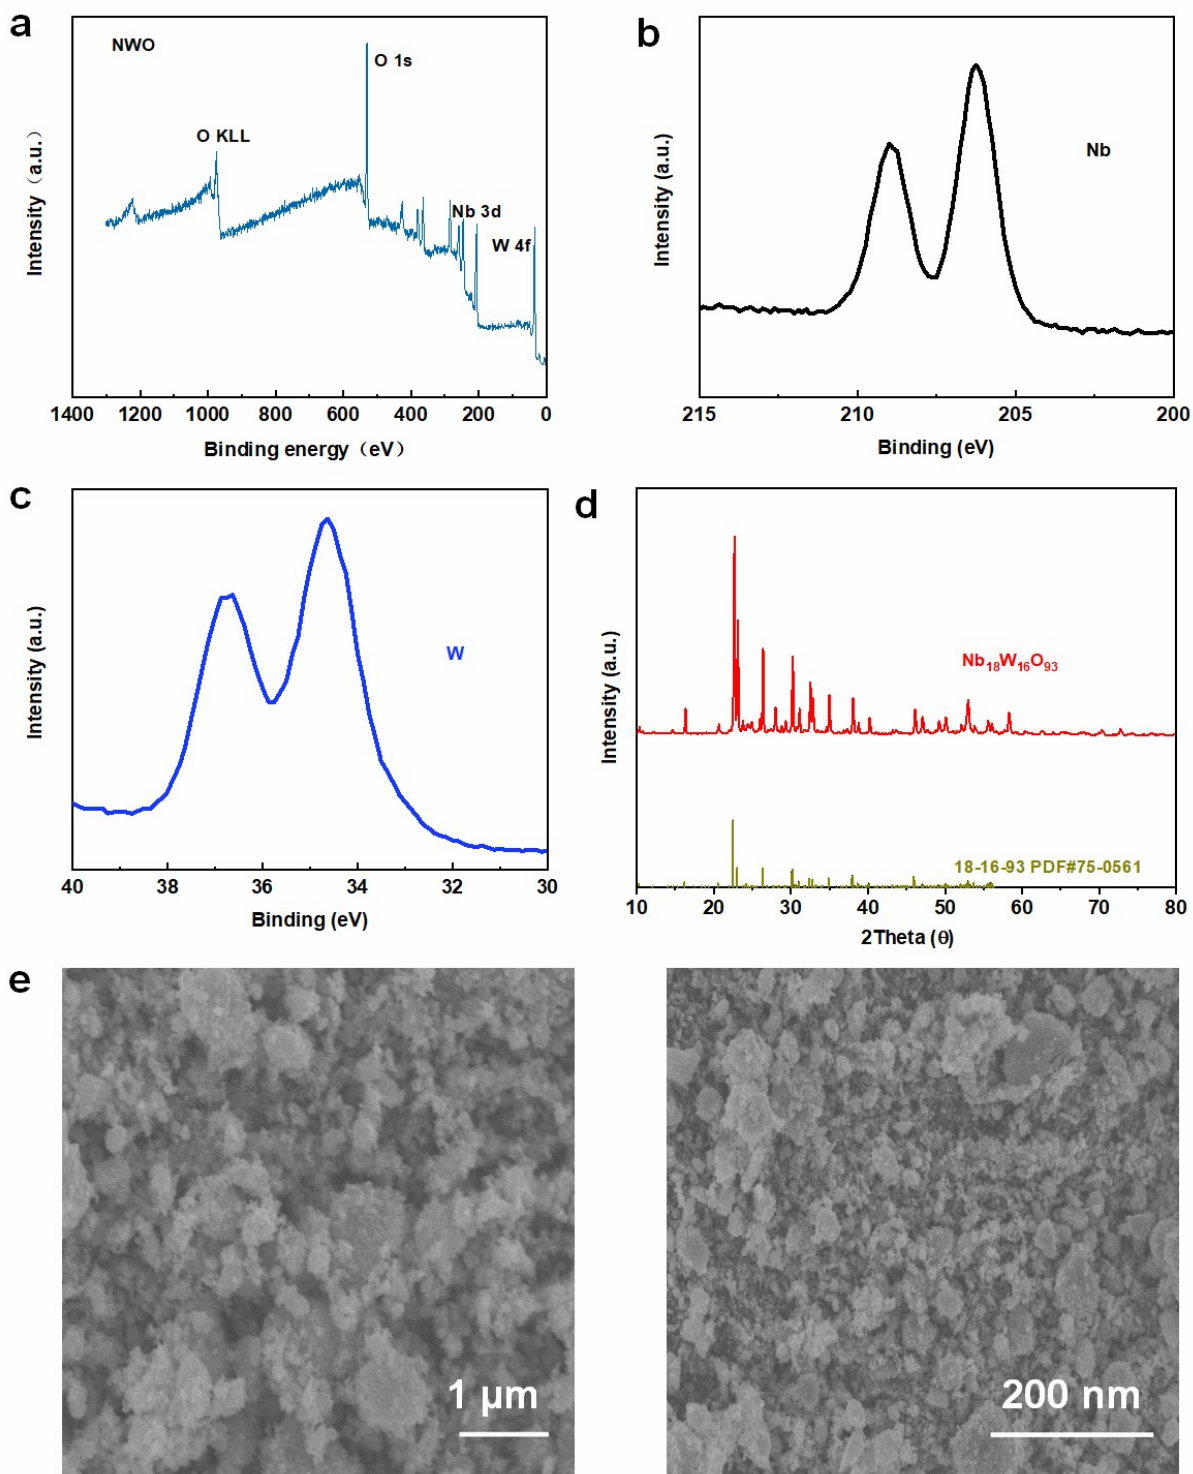 a
NWO
O 1s
O KLL
Nb 3d
W 4f
Intensity (a.u.)
1400 1200 1000 800 600 400 200 0
Binding energy (eV)
b
Nb
Intensity (a.u.)
215 210 205 200
Binding (eV)
c
W
Intensity (a.u.)
40 38 36 34 32 30
Binding (eV)
d
Nb18W16O93
18-16-93 PDF#75-0561
Intensity (a.u.)
10 20 30 40 50 60 70 80
2Theta (θ)
e
1 μm
200 nm